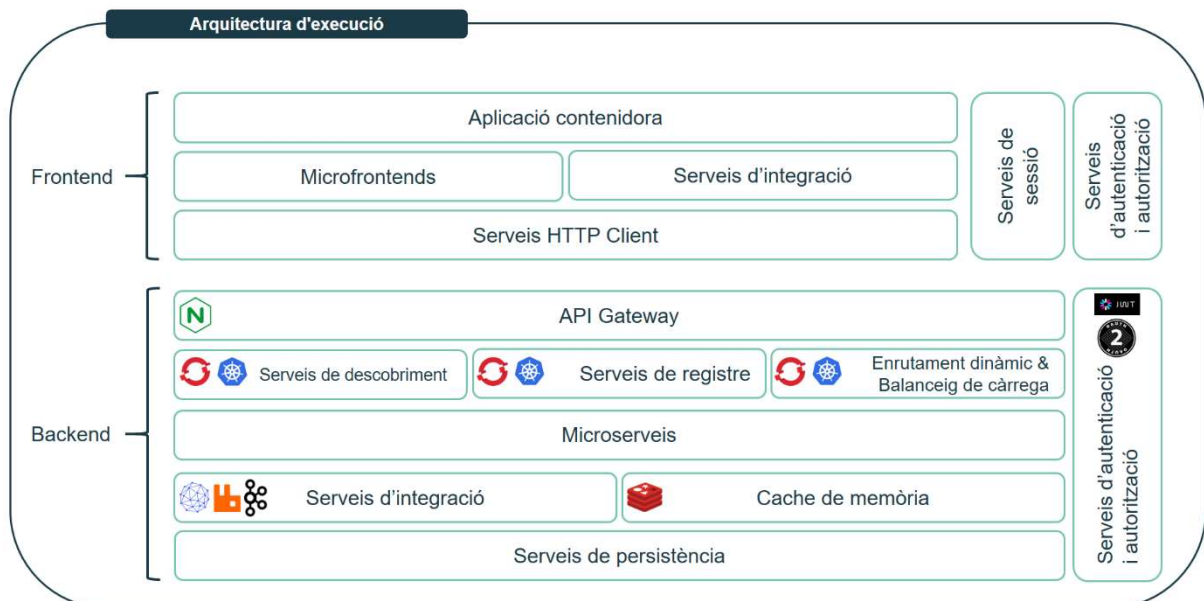 Arquitectura d'execució
Frontend
Aplicació contenidora
Microfrontends
Serveis d'integració
Serveis HTTP Client
Serveis de
sessió
Serveis
d'autenticació
i autorització
Backend
API Gateway
Serveis de descobriment
Serveis de registre
Enrutament dinàmic &
Balanceig de càrrega
Microserveis
Serveis d'integració
Cache de memòria
Serveis de persistència
JWT
OAUTH
2
Serveis d'autenticació
i autorització